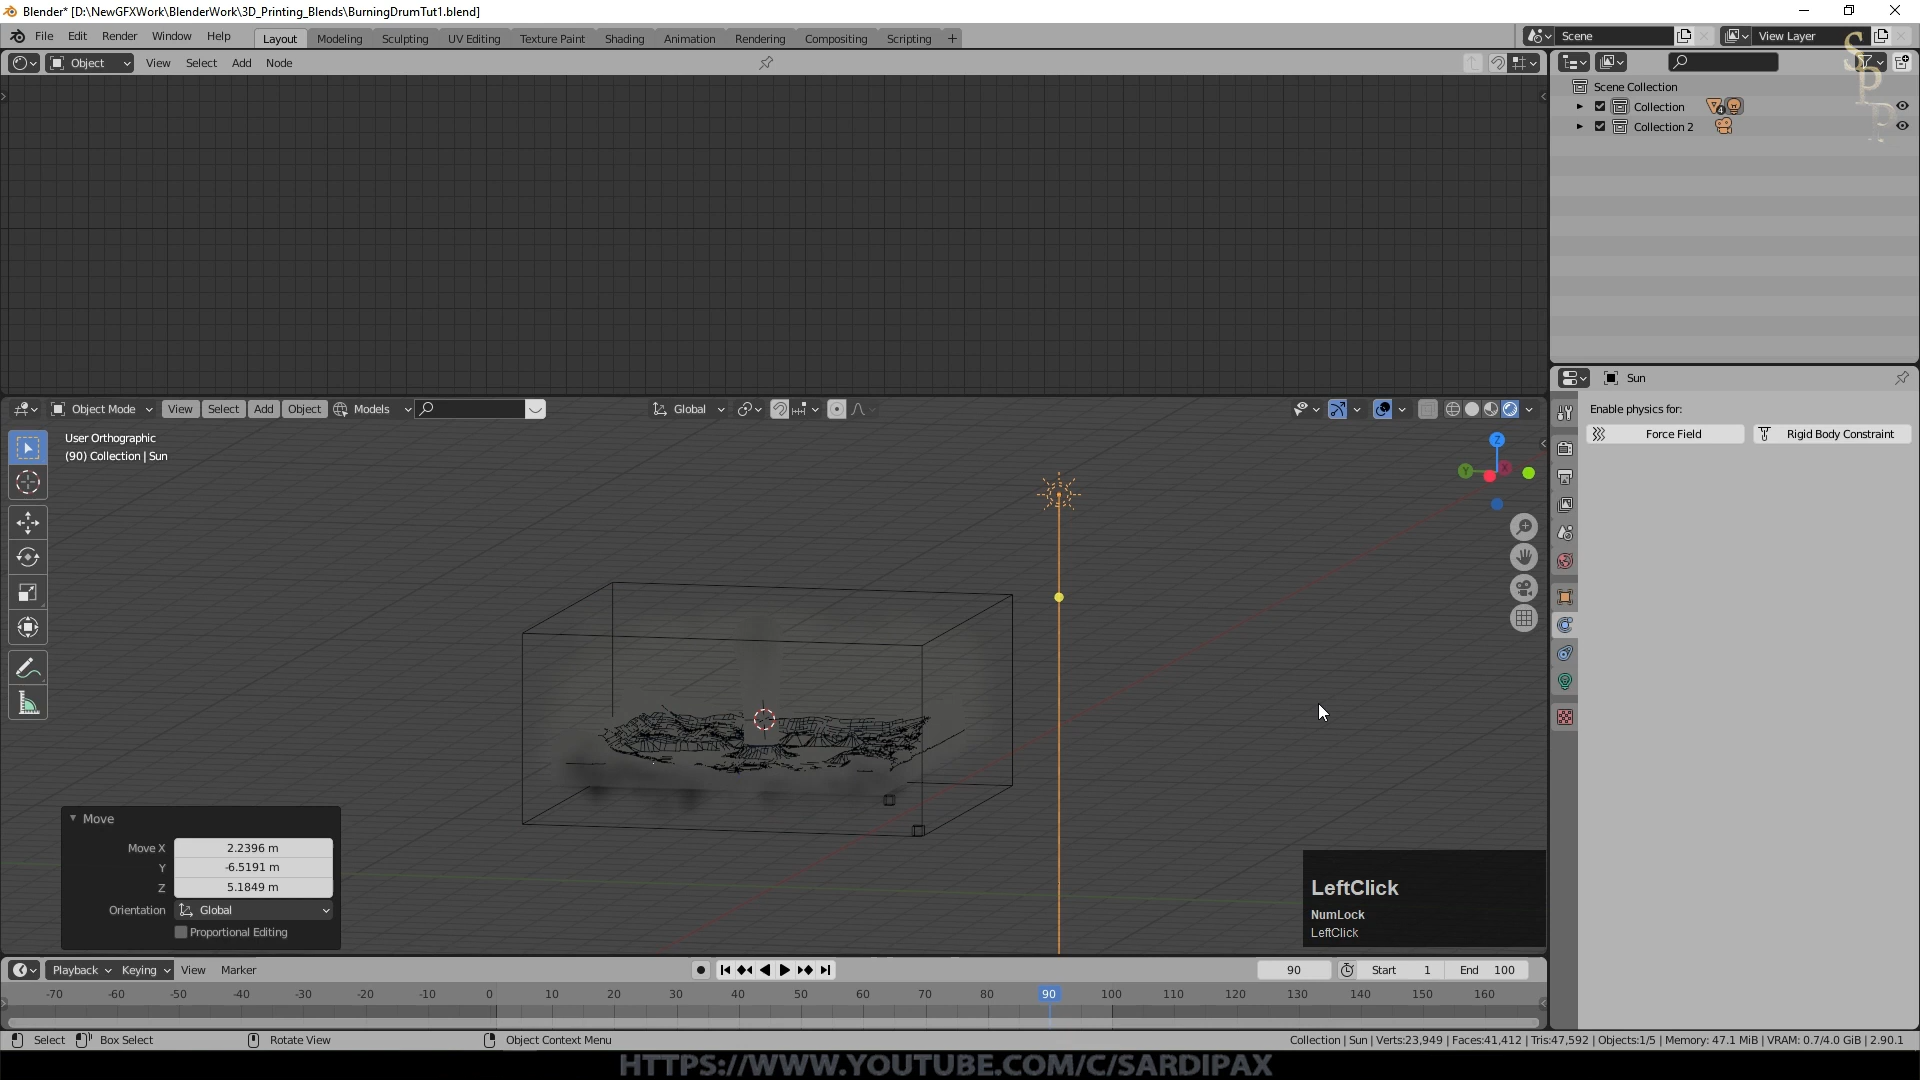 Blender* [D:\NewGFXWork\BlenderWork\3D_Printing_Blends\BurningDrumTut1.blend]
File Edit Render Window Help Layout Modeling Sculpting UV Editing Texture Paint Shading Animation Rendering Compositing Scripting + Scene View Layer
Object View Select Add Node
SPP
Scene Collection
Collection 4
Collection 2
Sun
Enable physics for:
Force Field Rigid Body Constraint
Object Mode View Select Add Object Models Global
User Orthographic
(90) Collection | Sun
Z
Y X
Move
Move X 2.2396 m
Y -6.5191 m
Z 5.1849 m
Orientation Global
Proportional Editing
LeftClick
NumLock
LeftClick
Playback Keying View Marker 90 Start 1 End 100
-70 -60 -50 -40 -30 -20 -10 0 10 20 30 40 50 60 70 80 90 100 110 120 130 140 150 160
Select Box Select Rotate View Object Context Menu Collection | Sun | Verts:23,949 | Faces:41,412 | Tris:47,592 | Objects:1/5 | Memory: 47.1 MiB | VRAM: 0.7/4.0 GiB | 2.90.1
HTTPS://WWW.YOUTUBE.COM/C/SARDIPAX